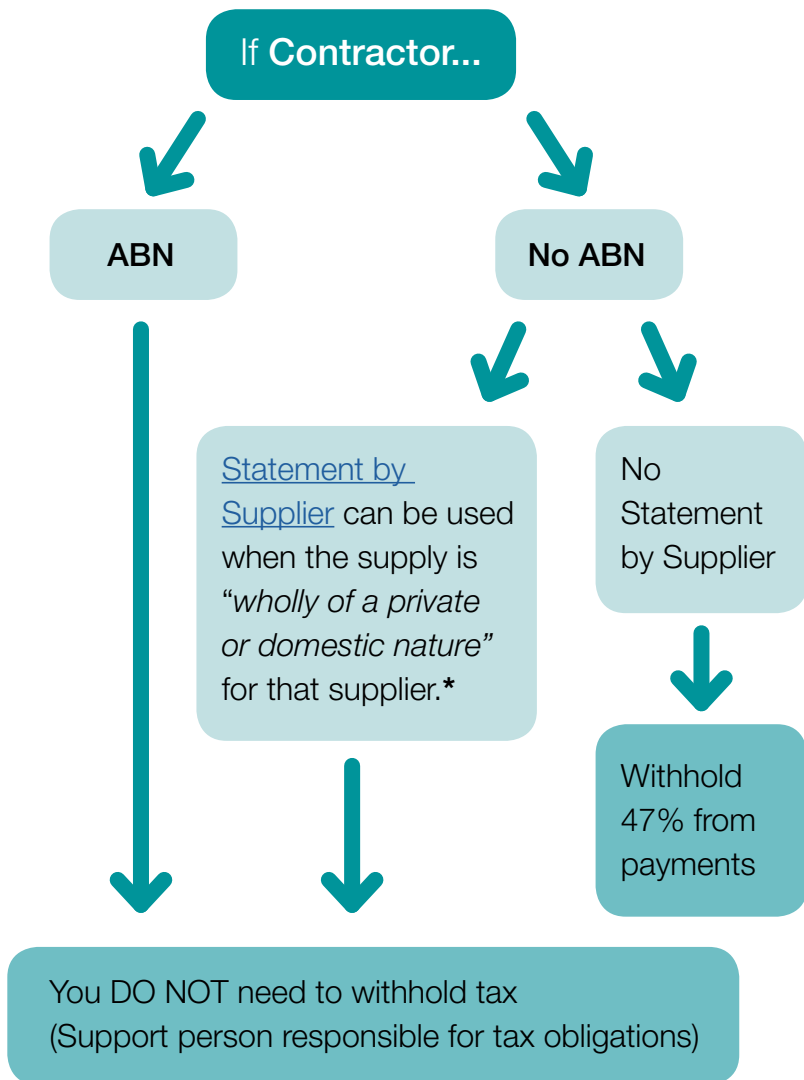 If Contractor...
ABN
No ABN
Statement by
Supplier can be used
when the supply is
“wholly of a private
or domestic nature”
for that supplier.*
No
Statement
by Supplier
Withhold
47% from
payments
You DO NOT need to withhold tax
(Support person responsible for tax obligations)